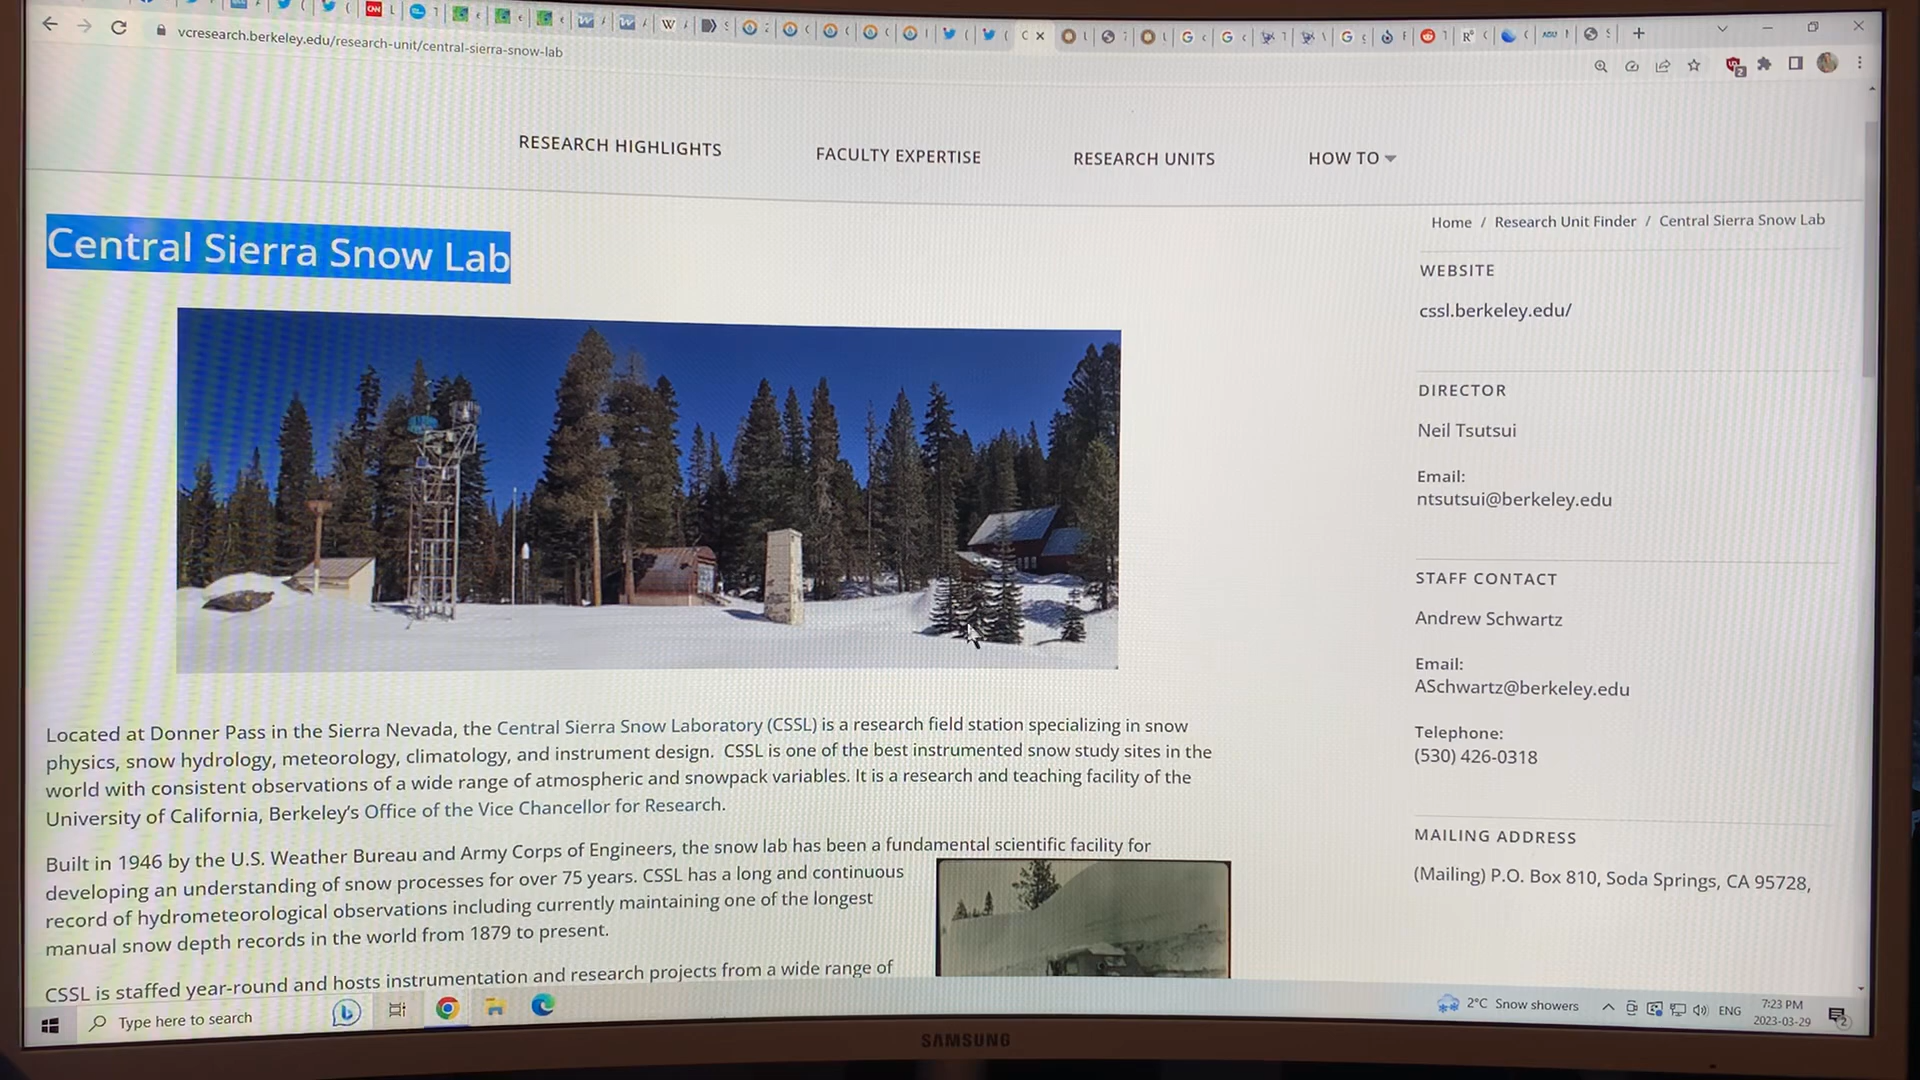 vcresearch.berkeley.edu/research-unit/central-sierra-snow-lab
RESEARCH HIGHLIGHTS
FACULTY EXPERTISE
RESEARCH UNITS
HOW TO
Central Sierra Snow Lab
Home / Research Unit Finder / Central Sierra Snow Lab
WEBSITE
cssl.berkeley.edu/
DIRECTOR
Neil Tsutsui
Email:
ntsutsui@berkeley.edu
STAFF CONTACT
Andrew Schwartz
Email:
ASchwartz@berkeley.edu
Telephone:
(530) 426-0318
MAILING ADDRESS
(Mailing) P.O. Box 810, Soda Springs, CA 95728,
Located at Donner Pass in the Sierra Nevada, the Central Sierra Snow Laboratory (CSSL) is a research field station specializing in snow
physics, snow hydrology, meteorology, climatology, and instrument design. CSSL is one of the best instrumented snow study sites in the
world with consistent observations of a wide range of atmospheric and snowpack variables. It is a research and teaching facility of the
University of California, Berkeley's Office of the Vice Chancellor for Research.
Built in 1946 by the U.S. Weather Bureau and Army Corps of Engineers, the snow lab has been a fundamental scientific facility for
developing an understanding of snow processes for over 75 years. CSSL has a long and continuous
record of hydrometeorological observations including currently maintaining one of the longest
manual snow depth records in the world from 1879 to present.
CSSL is staffed year-round and hosts instrumentation and research projects from a wide range of
Type here to search
2°C Snow showers
ENG
7:23 PM
2023-03-29
2
SAMSUNG